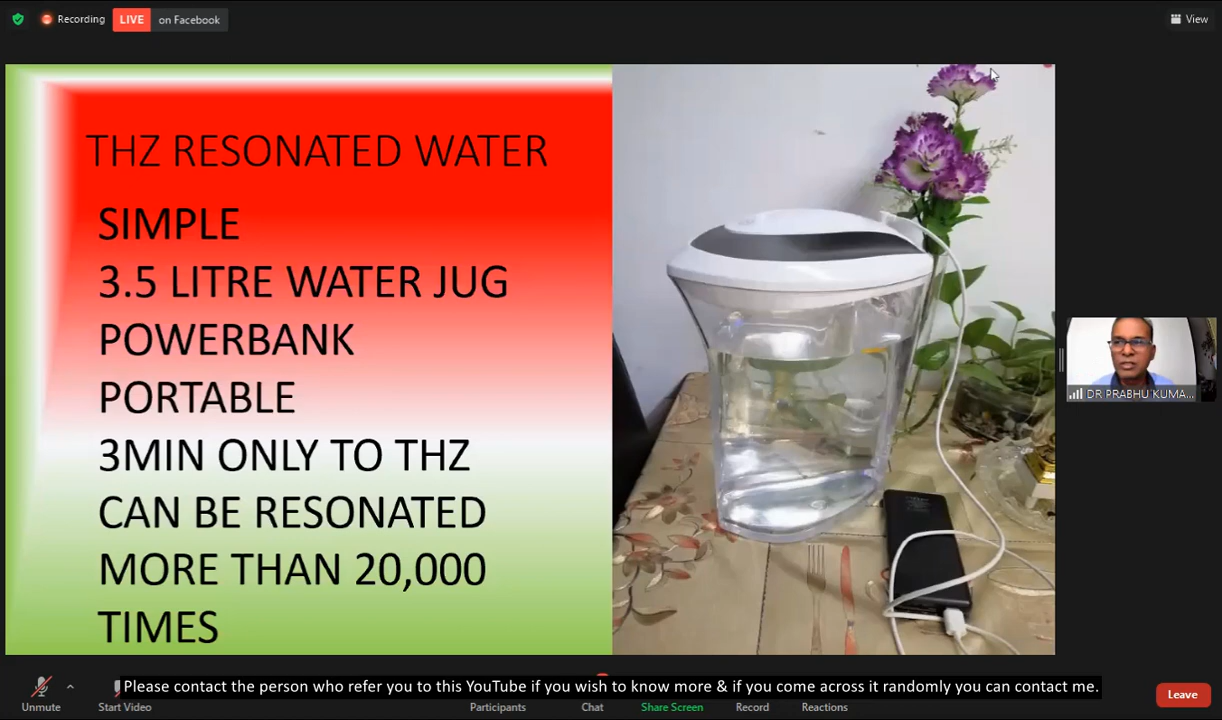 Recording
LIVE
on Facebook
View
THZ RESONATED WATER
SIMPLE
3.5 LITRE WATER JUG
POWERBANK
PORTABLE
3MIN ONLY TO THZ
CAN BE RESONATED
MORE THAN 20,000
TIMES
DR PRABHU KUMA...
Please contact the person who refer you to this YouTube if you wish to know more & if you come across it randomly you can contact me.
Unmute
Start Video
Participants
Chat
Share Screen
Record
Reactions
Leave